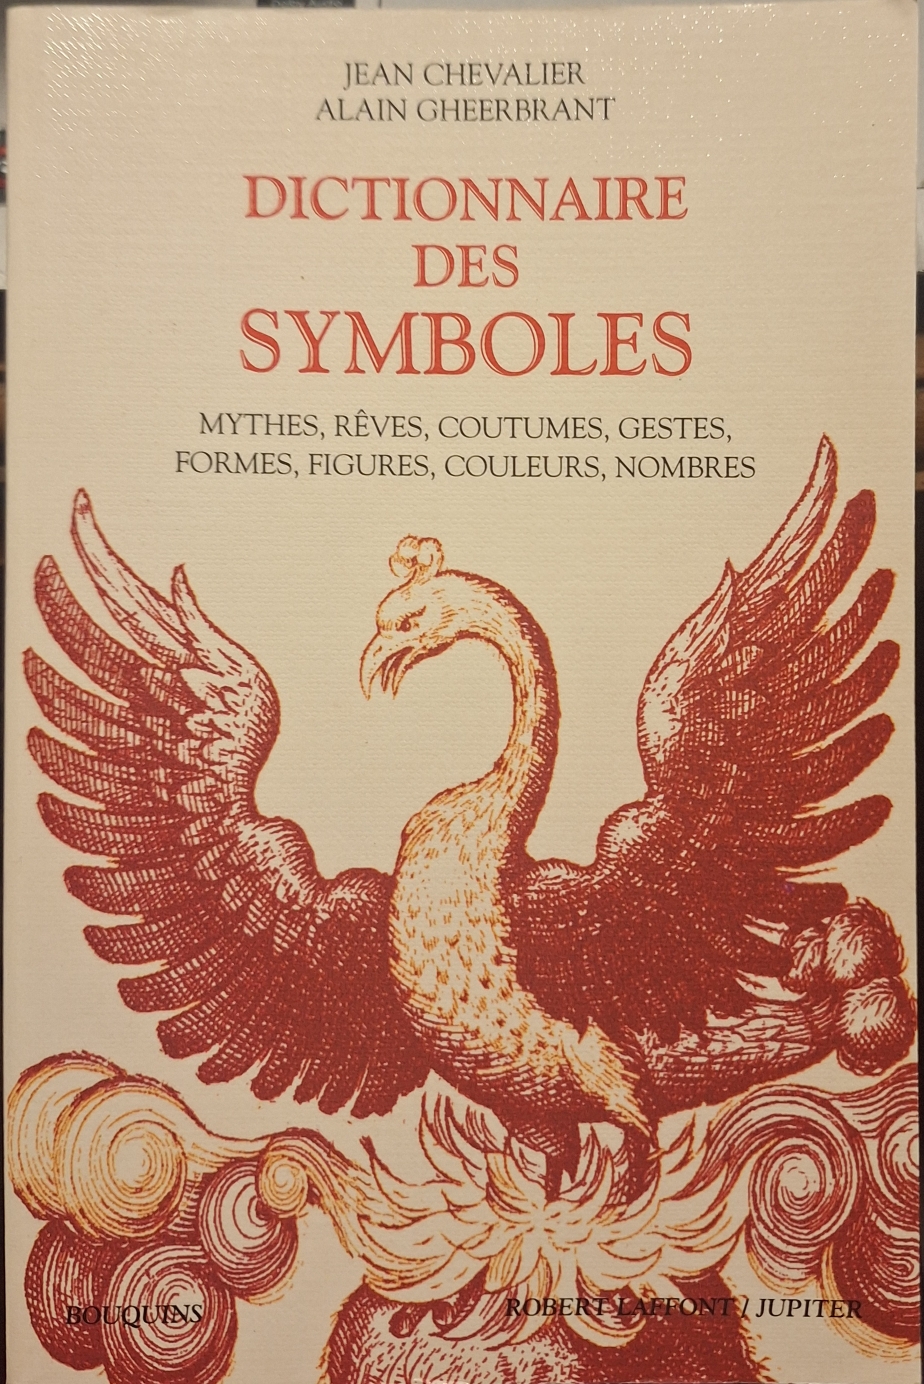 JEAN CHEVALIER
ALAIN GHEERBRANT
DICTIONNAIRE
DES
SYMBOLES
MYTHES, RÊVES, COUTUMES, GESTES,
FORMES, FIGURES, COULEURS, NOMBRES
BOUQUINS
ROBERT LAFFONT / JUPITER